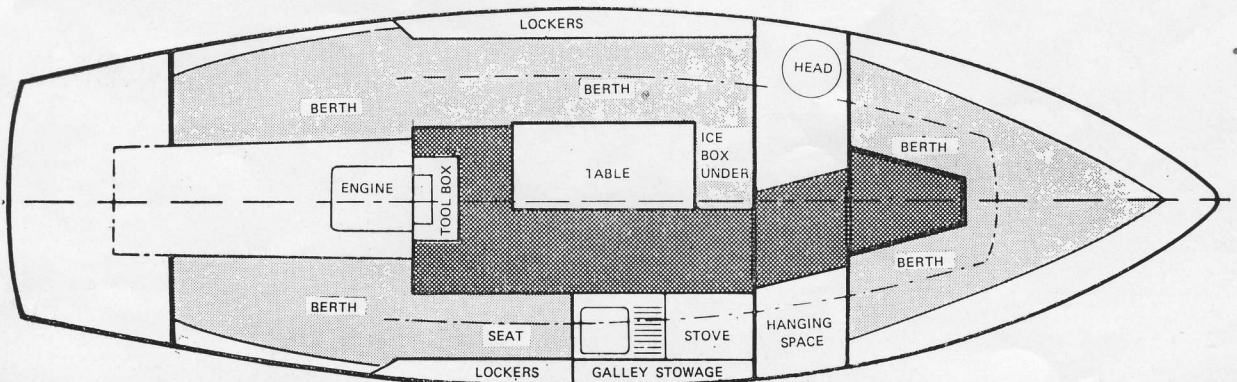 LOCKERS
HEAD
BERTH
BERTH
BERTH
ICE
BOX
UNDER
TABLE
ENGINE
TOOL BOX
BERTH
BERTH
SEAT
STOVE
HANGING
SPACE
LOCKERS
GALLEY STOWAGE